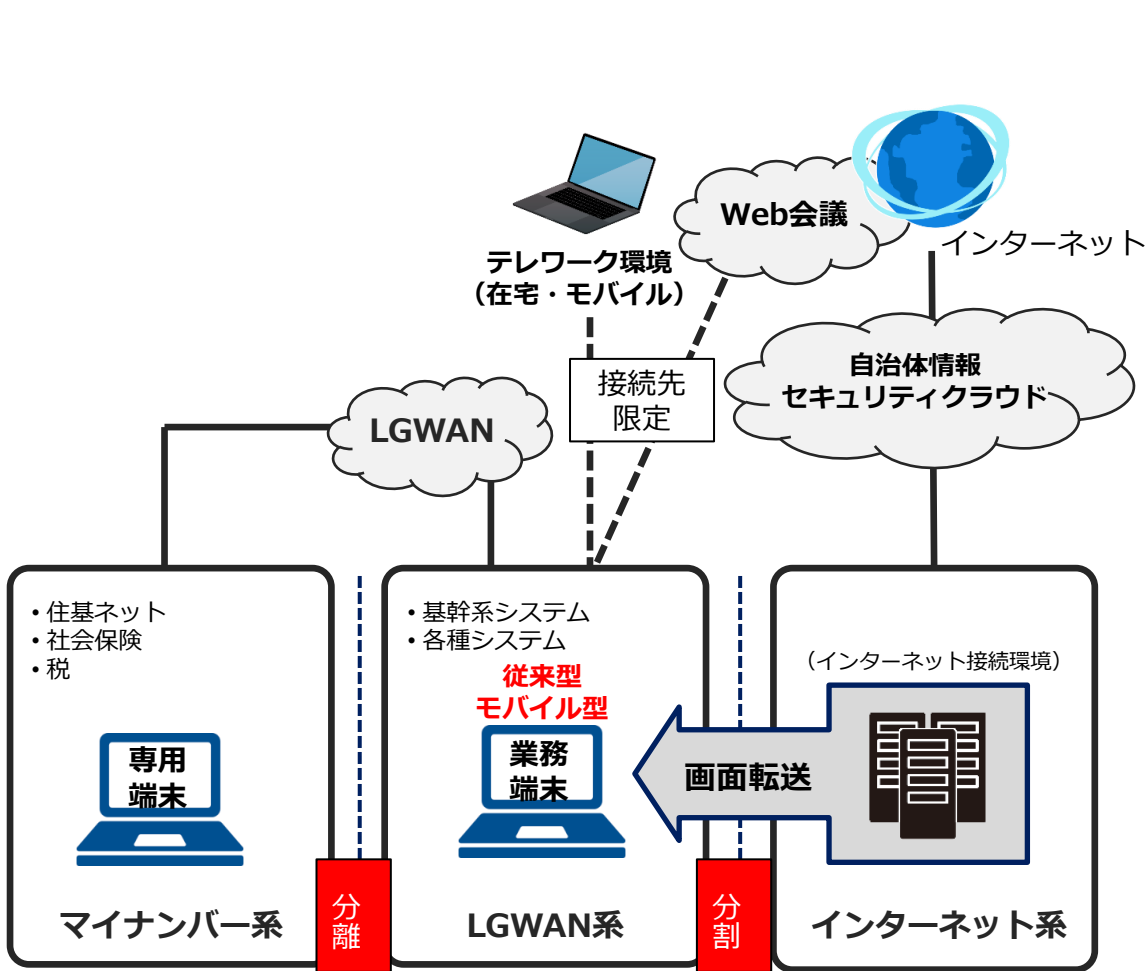 Web会議
インターネット
テレワーク環境
（在宅・モバイル）
自治体情報
セキュリティクラウド
接続先
限定
LGWAN
・住基ネット
・社会保険
・税
専用
端末
マイナンバー系
分離
・基幹系システム
・各種システム
従来型
モバイル型
業務
端末
LGWAN系
分割
（インターネット接続環境）
画面転送
インターネット系